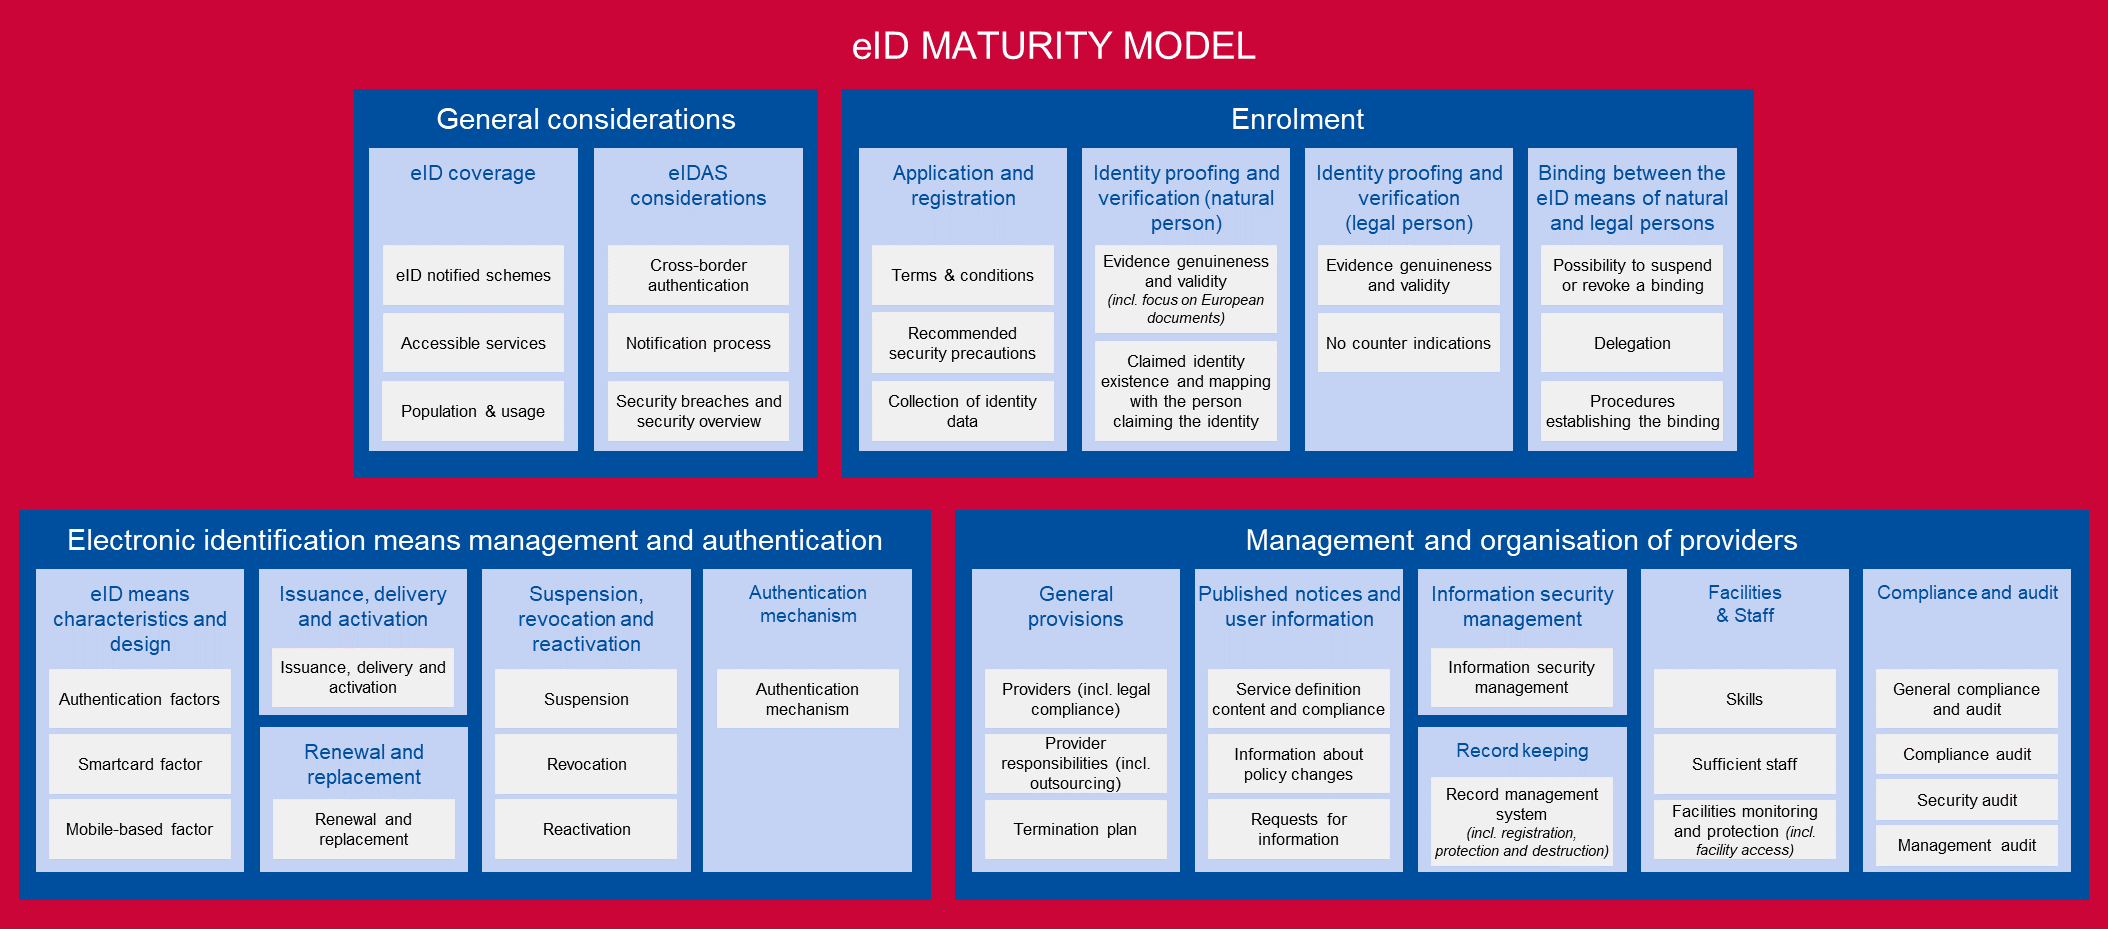 eID MATURITY MODEL
General considerations
eID coverage
eID notified schemes
Accessible services
Population & usage
eIDAS
considerations
Cross-border
authentication
Notification process
Security breaches and
security overview
Enrolment
Application and
registration
Terms & conditions
Recommended
security precautions
Collection of identity
data
Identity proofing and
verification (natural
person)
Evidence genuineness
and validity
(incl. focus on European
documents)
Claimed identity
existence and mapping
with the person
claiming the identity
Identity proofing and
verification
(legal person)
Evidence genuineness
and validity
No counter indications
Binding between the
eID means of natural
and legal persons
Possibility to suspend
or revoke a binding
Delegation
Procedures
establishing the binding
Electronic identification means management and authentication
eID means
characteristics and
design
Authentication factors
Smartcard factor
Mobile-based factor
Issuance, delivery
and activation
Issuance, delivery and
activation
Renewal and
replacement
Renewal and
replacement
Suspension,
revocation and
reactivation
Suspension
Revocation
Reactivation
Authentication
mechanism
Authentication
mechanism
Management and organisation of providers
General
provisions
Providers (incl. legal
compliance)
Provider
responsibilities (incl.
outsourcing)
Termination plan
Published notices and
user information
Service definition
content and compliance
Information about
policy changes
Requests for
information
Information security
management
Information security
management
Record keeping
Record management
system
(incl. registration,
protection and destruction)
Facilities
& Staff
Skills
Sufficient staff
Facilities monitoring
and protection (incl.
facility access)
Compliance and audit
General compliance
and audit
Compliance audit
Security audit
Management audit